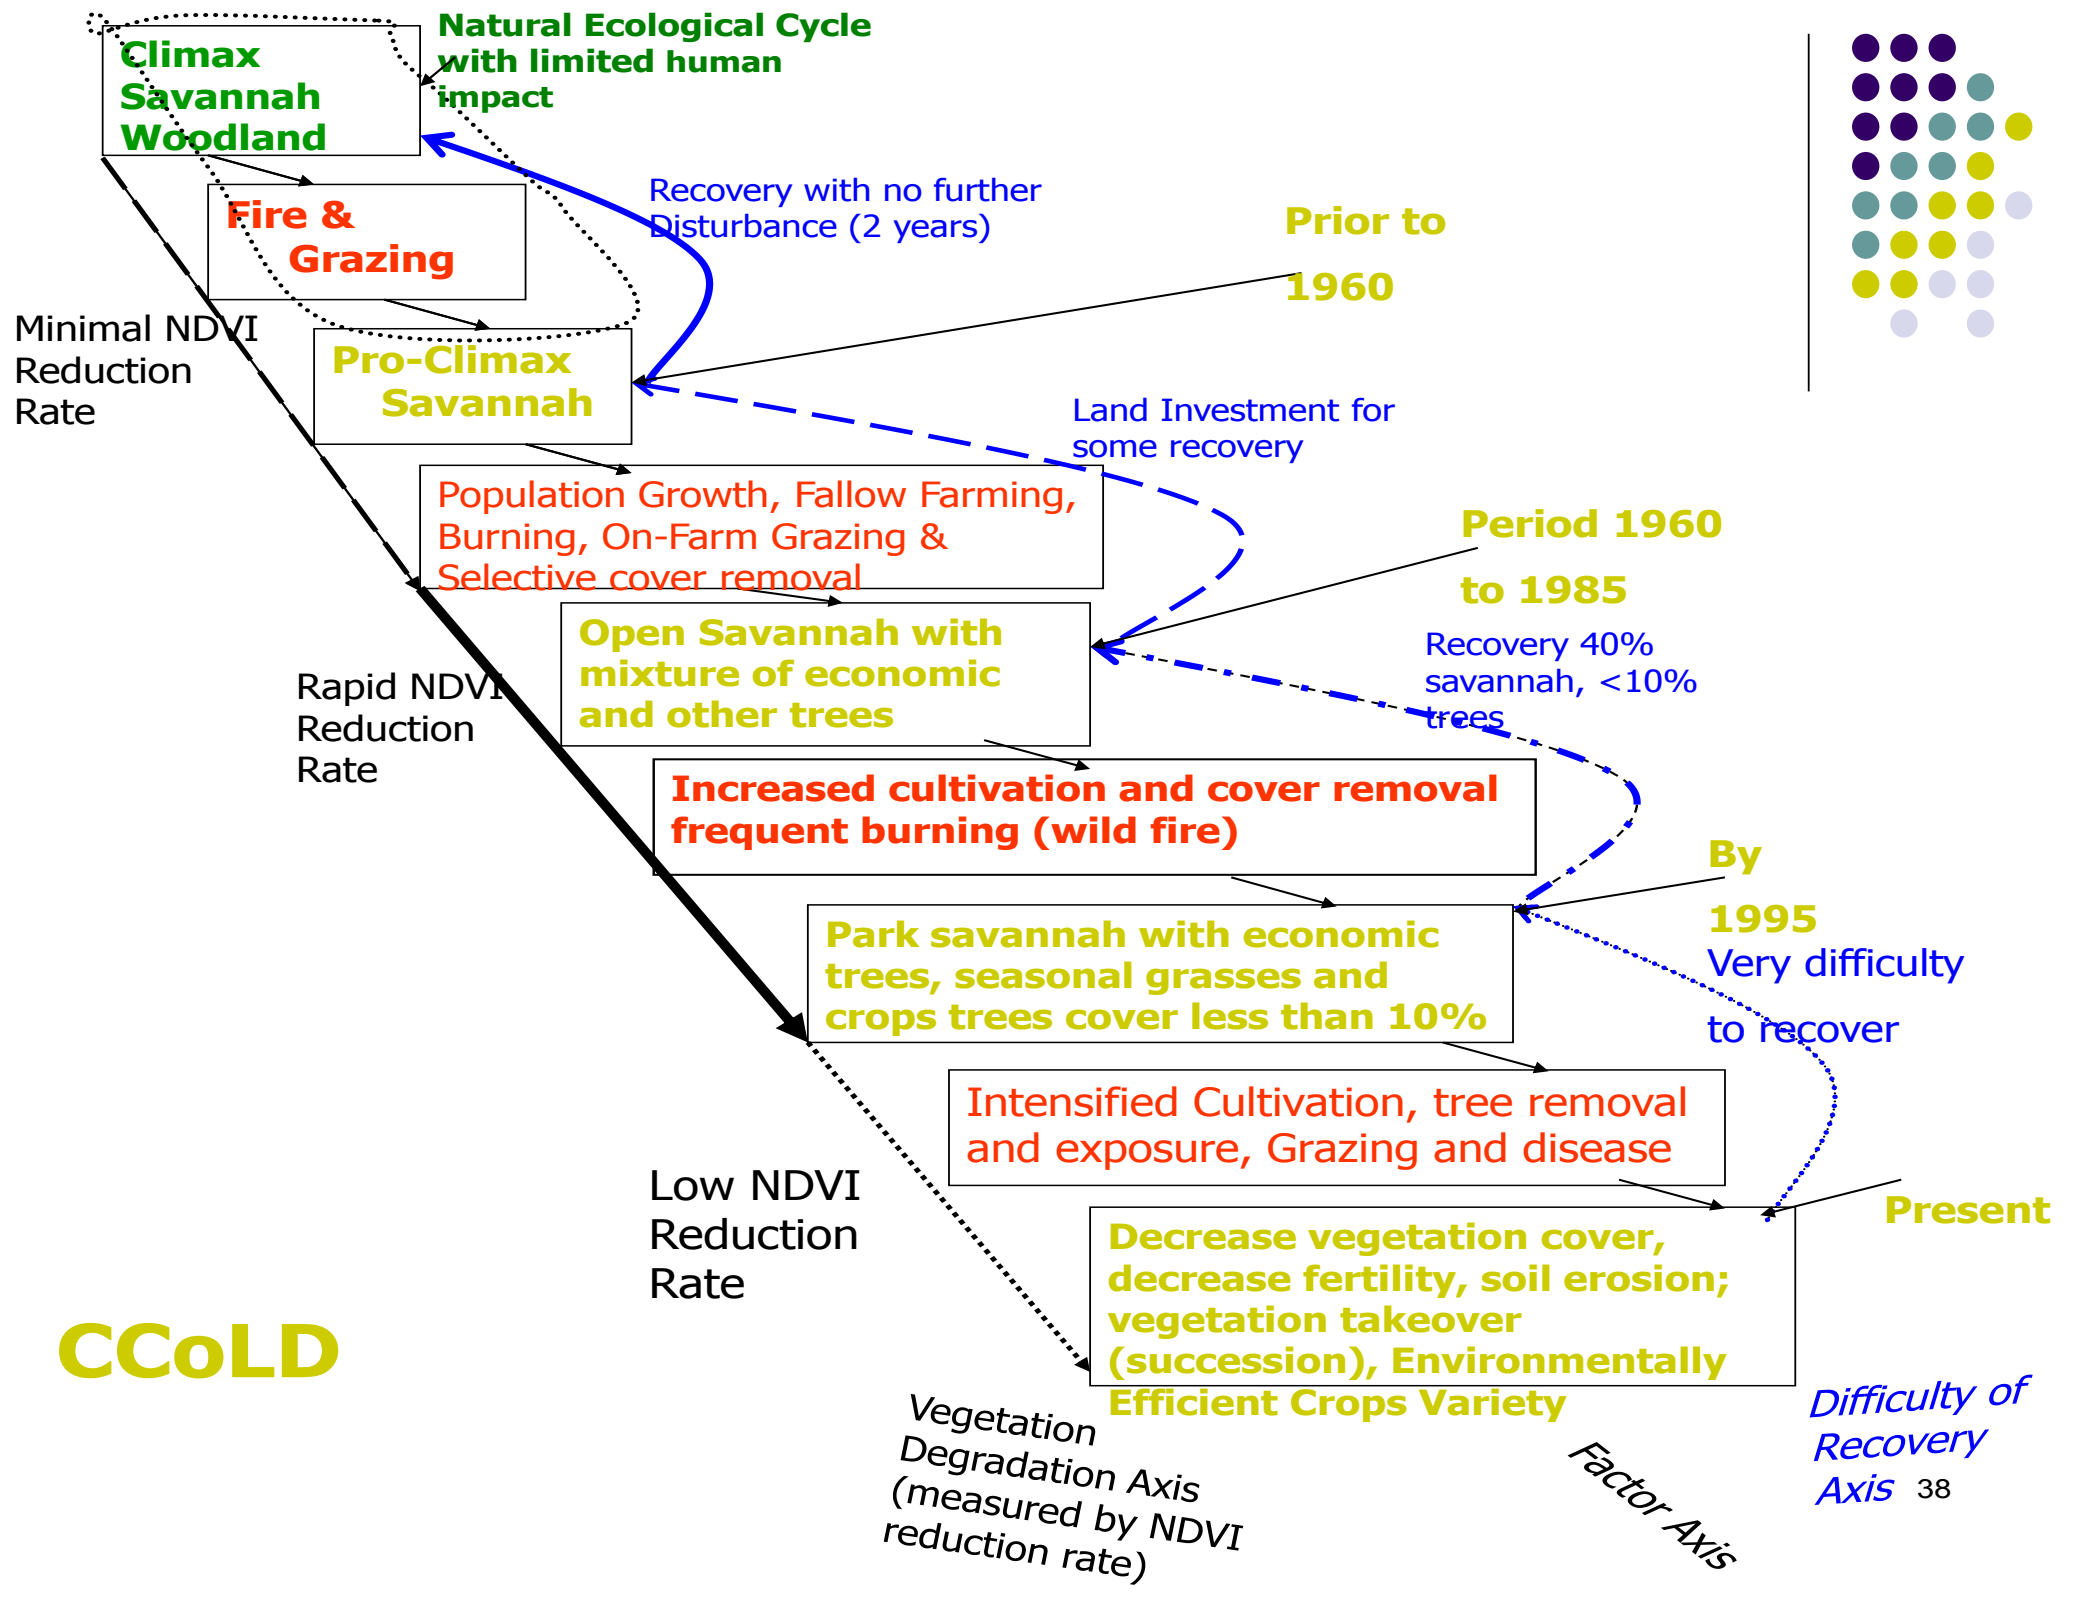 Natural Ecological Cycle
with limited human
impact
Climax
Savannah
Woodland
Recovery with no further
Disturbance (2 years)
Fire &
Grazing
Prior to
1960
Minimal NDVI
Reduction
Rate
Pro-Climax
Savannah
Land Investment for
some recovery
Population Growth, Fallow Farming,
Burning, On-Farm Grazing &
Selective cover removal
Period 1960
to 1985
Open Savannah with
mixture of economic
and other trees
Recovery 40%
savannah, <10%
trees
Rapid NDVI
Reduction
Rate
Increased cultivation and cover removal
frequent burning (wild fire)
By
1995
Park savannah with economic
trees, seasonal grasses and
crops trees cover less than 10%
Very difficulty
to recover
Intensified Cultivation, tree removal
and exposure, Grazing and disease
Low NDVI
Reduction
Rate
Present
Decrease vegetation cover,
decrease fertility, soil erosion;
vegetation takeover
(succession), Environmentally
Efficient Crops Variety
CCoLD
Vegetation
Degradation Axis
(measured by NDVI
reduction rate)
Factor Axis
Difficulty of
Recovery
Axis
38